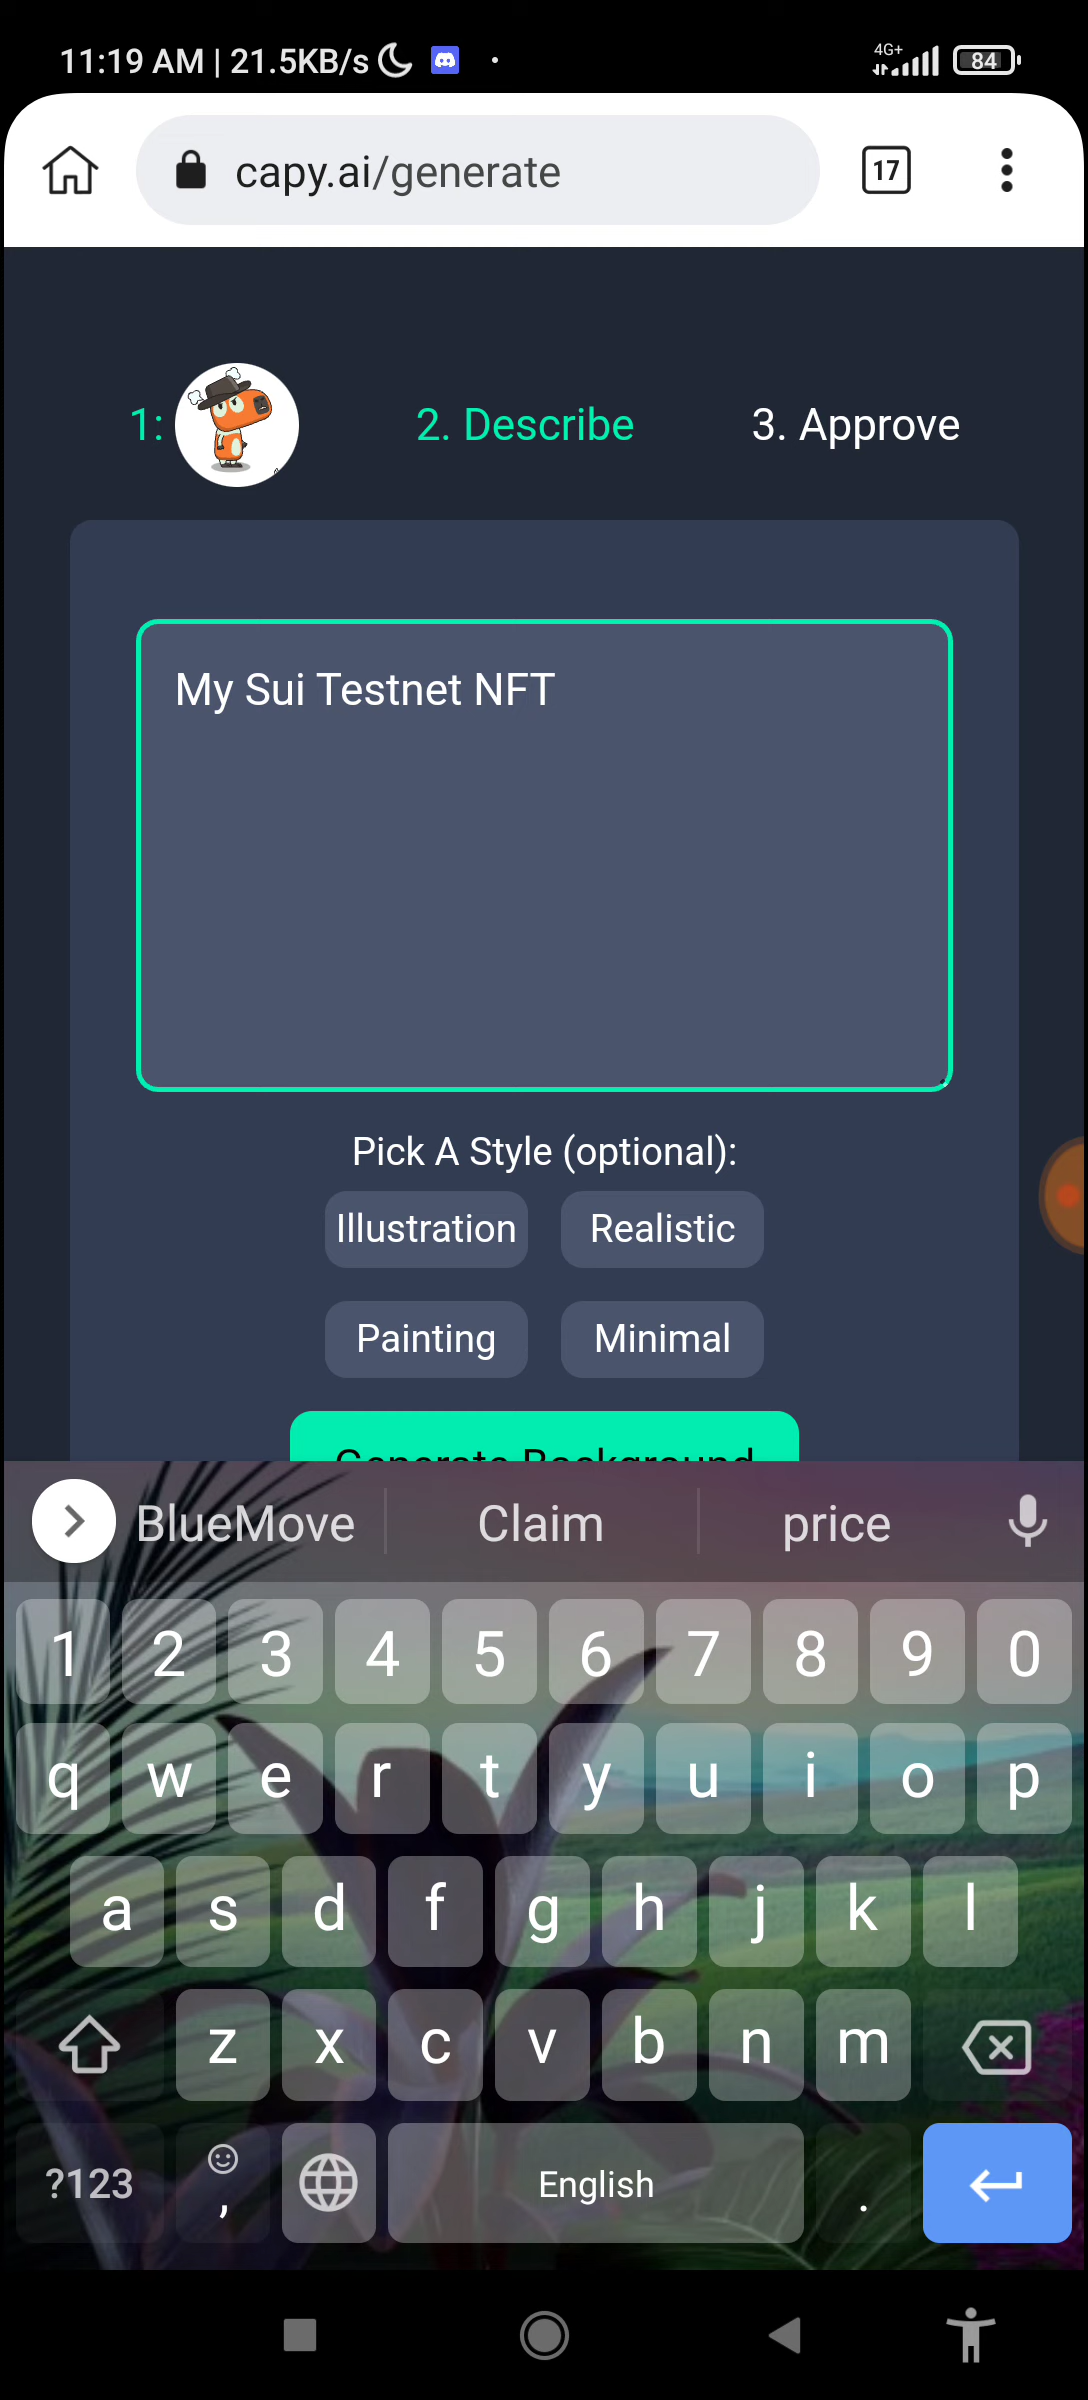 11:19 AM | 21.5KB/s
4G+
84
capy.ai/generate
17
1:
2. Describe
3. Approve
My Sui Testnet NFT
Pick A Style (optional):
Illustration
Realistic
Painting
Minimal
Generate Background
BlueMove
Claim
price
1 2 3 4 5 6 7 8 9 0
q w e r t y u i o p
a s d f g h j k l
z x c v b n m
?123
,
English
.